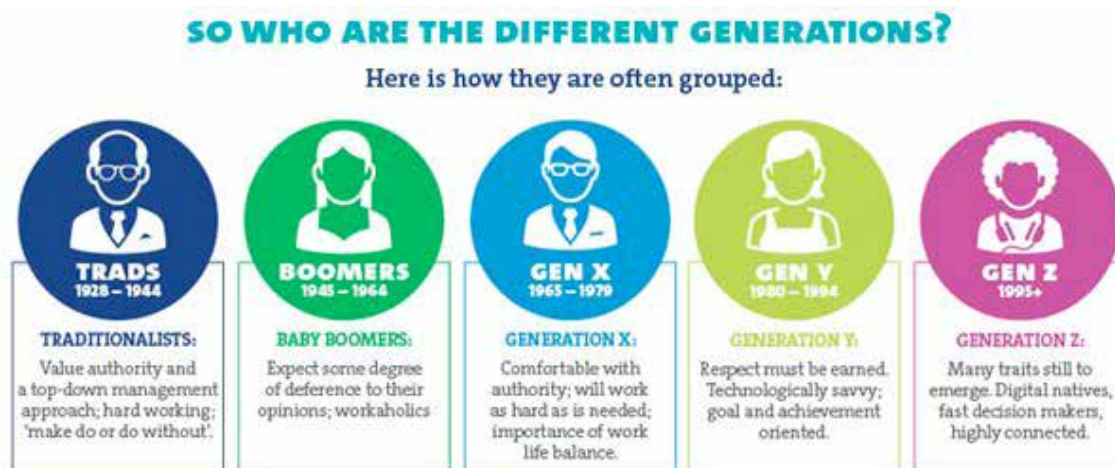 SO WHO ARE THE DIFFERENT GENERATIONS?
Here is how they are often grouped:
TRADS
1928 – 1944
TRADITIONALISTS:
Value authority and
a top-down management
approach; hard working;
‘make do or do without’.
BOOMERS
1945 – 1964
BABY BOOMERS:
Expect some degree
of deference to their
opinions; workaholics
GEN X
1965 – 1979
GENERATION X:
Comfortable with
authority; will work
as hard as is needed;
importance of work
life balance.
GEN Y
1980 – 1994
GENERATION Y:
Respect must be earned.
Technologically savvy;
goal and achievement
oriented.
GEN Z
1995+
GENERATION Z:
Many traits still to
emerge. Digital natives,
fast decision makers,
highly connected.